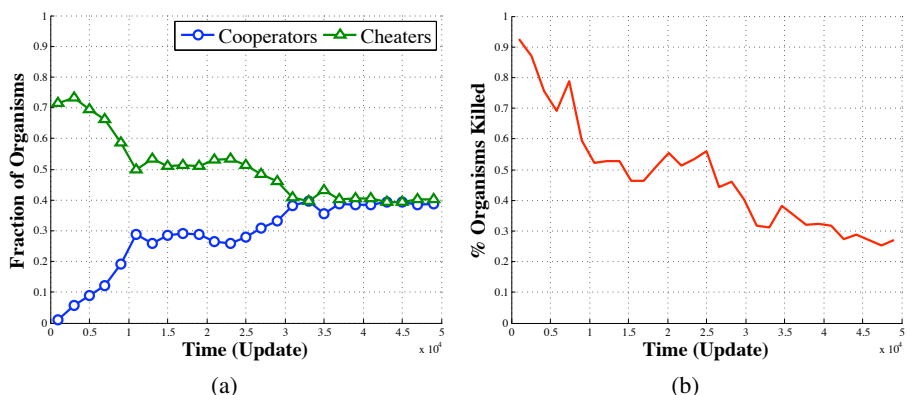 Cooperators Cheaters
Fraction of Organisms
1
0.9
0.8
0.7
0.6
0.5
0.4
0.3
0.2
0.1
0
0 0.5 1 1.5 2 2.5 3 3.5 4 4.5 5
x 10^4
Time (Update)
(a)
% Organisms Killed
1
0.9
0.8
0.7
0.6
0.5
0.4
0.3
0.2
0.1
0
0 0.5 1 1.5 2 2.5 3 3.5 4 4.5 5
x 10^4
Time (Update)
(b)